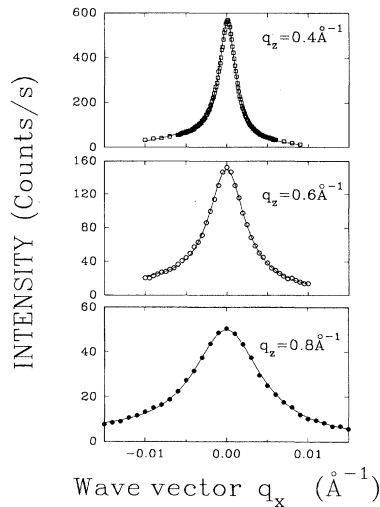 INTENSITY (Counts/s)
600
400
200
0
q_z=0.4Å⁻¹
160
120
80
40
0
q_z=0.6Å⁻¹
60
40
20
0
q_z=0.8Å⁻¹
−0.01 0.00 0.01
Wave vector q_x (Å⁻¹)